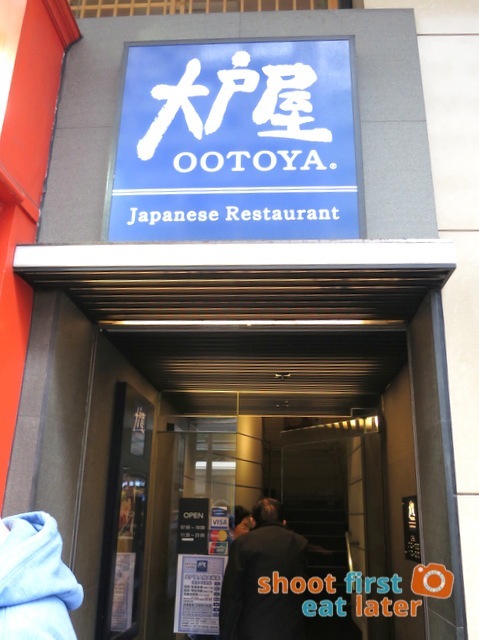 大戸屋
OOTOYA®
Japanese Restaurant
OPEN
VISA
shoot first
eat later